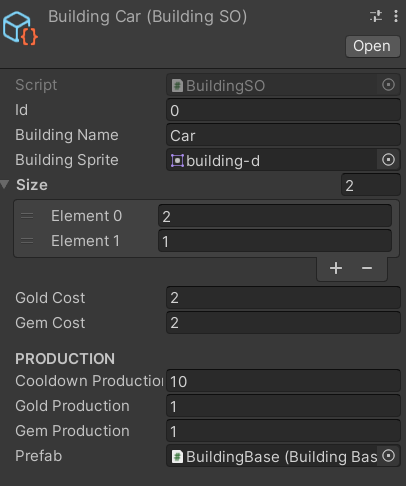 Building Car (Building SO)
Open
Script BuildingSO
Id 0
Building Name Car
Building Sprite building-d
Size 2
Element 0 2
Element 1 1
Gold Cost 2
Gem Cost 2
PRODUCTION
Cooldown Production 10
Gold Production 1
Gem Production 1
Prefab BuildingBase (Building Bas